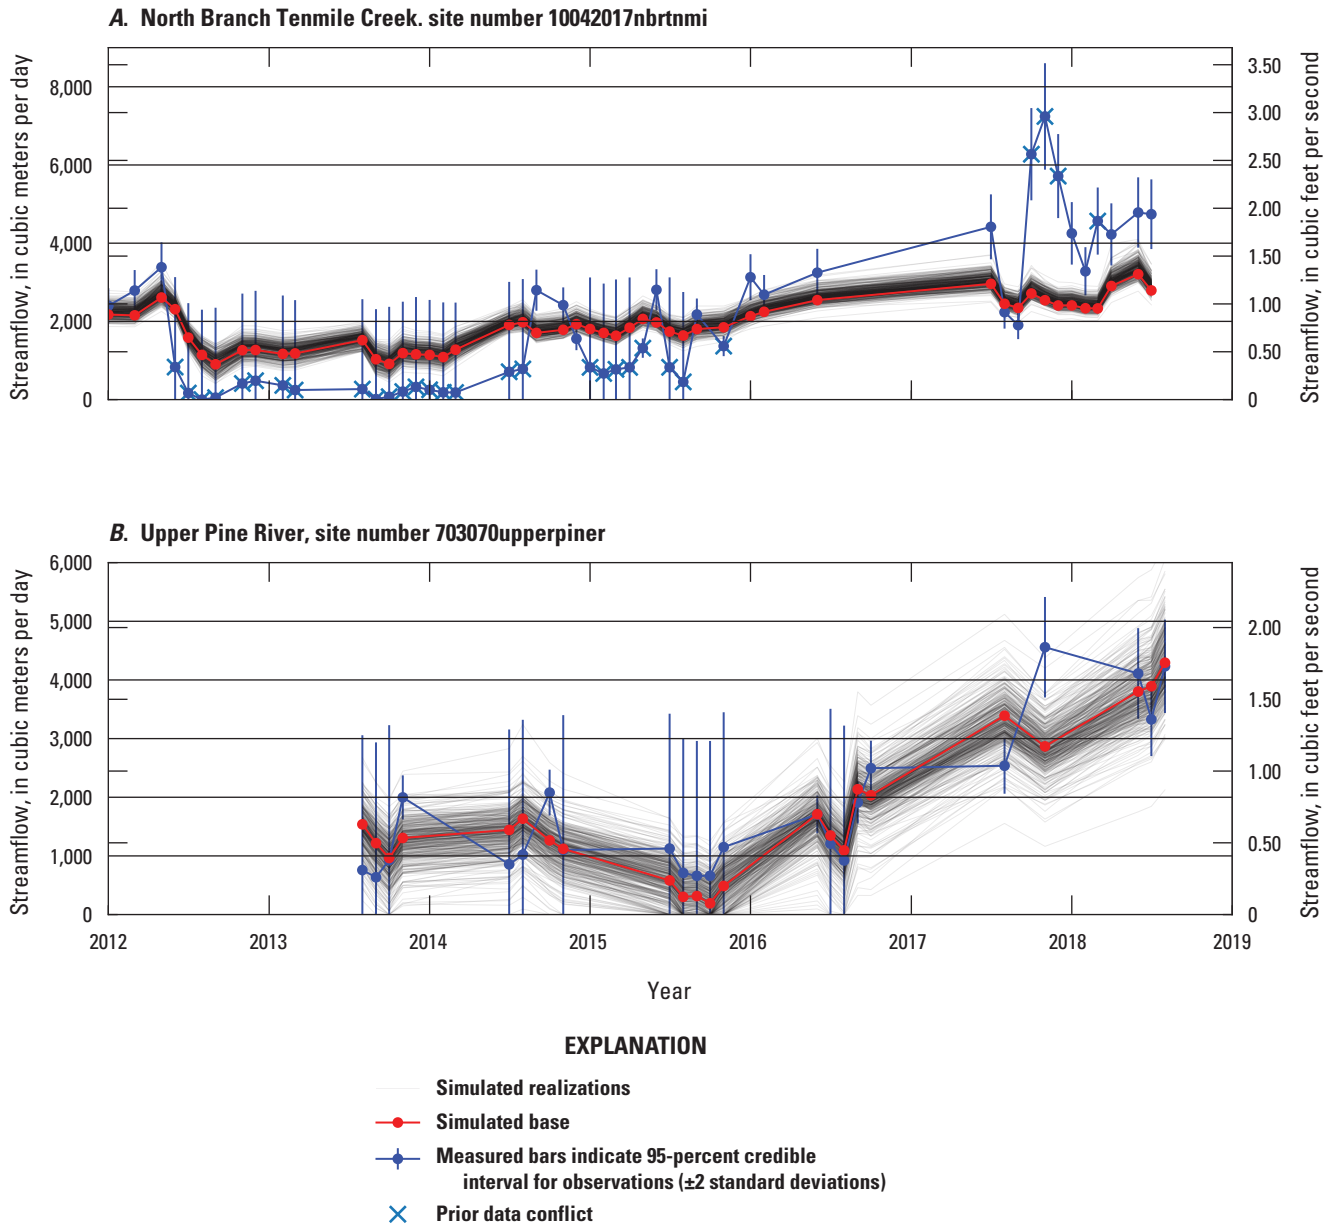 A. North Branch Tenmile Creek. site number 10042017nbrtnmi
Streamflow, in cubic meters per day
8,000
6,000
4,000
2,000
0
3.50
3.00
2.50
2.00
1.50
1.00
0.50
0
Streamflow, in cubic feet per second
B. Upper Pine River, site number 703070upperpiner
Streamflow, in cubic meters per day
6,000
5,000
4,000
3,000
2,000
1,000
0
2.00
1.50
1.00
0.50
0
Streamflow, in cubic feet per second
2012 2013 2014 2015 2016 2017 2018 2019
Year
EXPLANATION
Simulated realizations
Simulated base
Measured bars indicate 95-percent credible
interval for observations (±2 standard deviations)
Prior data conflict